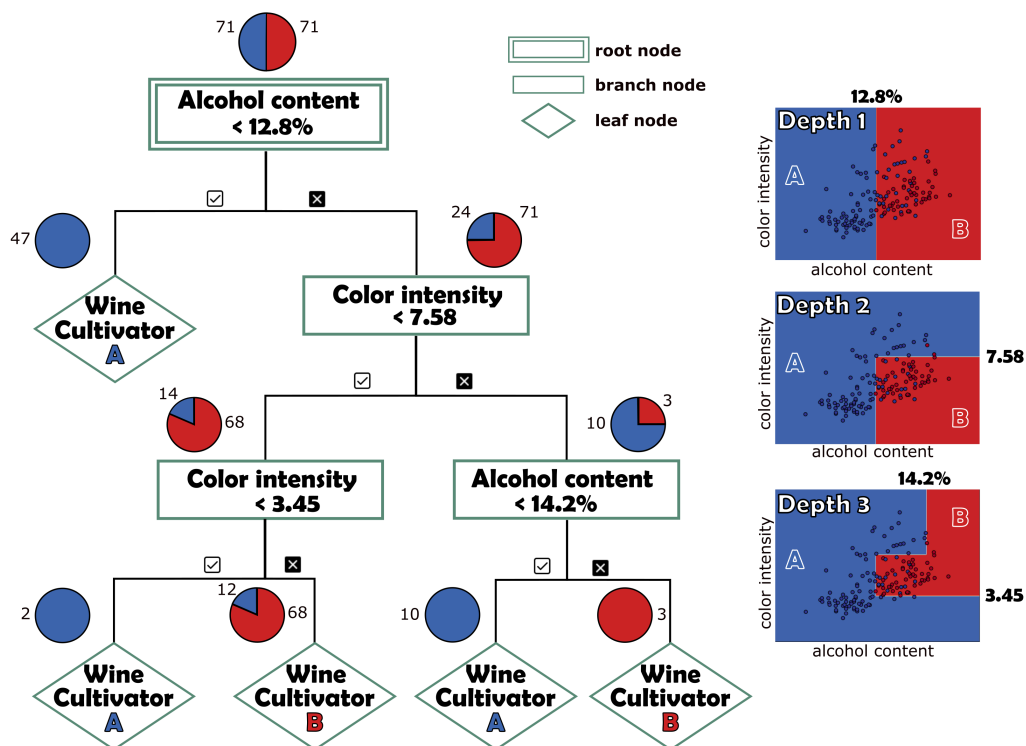 71
71
root node
branch node
leaf node
Alcohol content
< 12.8%
47
24
71
Wine
Cultivator
A
Color intensity
< 7.58
14
68
3
10
Color intensity
< 3.45
Alcohol content
< 14.2%
2
12
68
10
3
Wine
Cultivator
A
Wine
Cultivator
B
Wine
Cultivator
A
Wine
Cultivator
B
12.8%
Depth 1
color intensity
A
B
alcohol content
Depth 2
color intensity
A
7.58
B
alcohol content
14.2%
Depth 3
B
color intensity
A
3.45
alcohol content